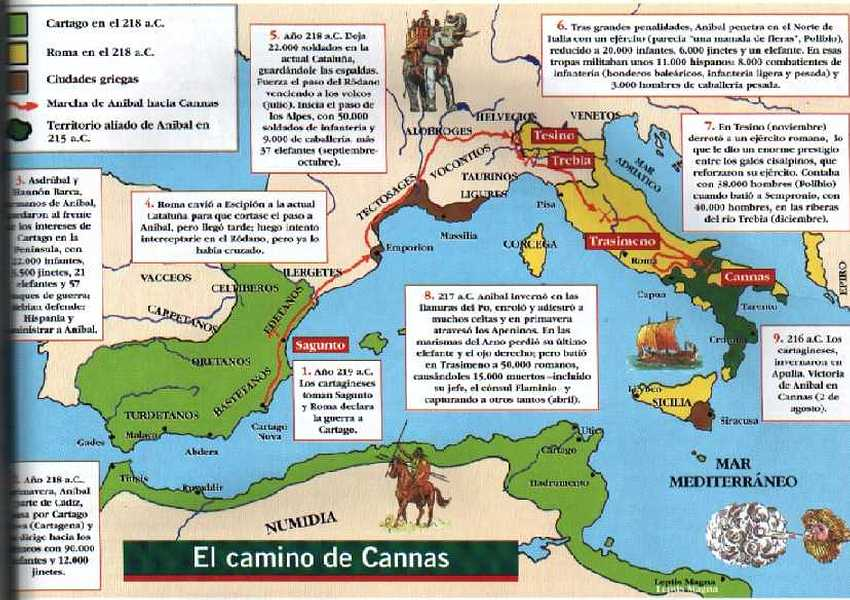 Cartago en el 218 a.C.
Roma en el 218 a.C.
Ciudades griegas
Marcha de Aníbal hacia Cannas
Territorio aliado de Aníbal en
215 a.C.
5. Año 218 a.C. Deja
22.000 soldados en la
actual Cataluña,
guardándole las espaldas.
Fuerza el paso del Ródano
venciendo a los volcos
(julio). Inicia el paso de
los Alpes, con 50.000
soldados de infantería y
9.000 de caballería, más
37 elefantes (septiembre-
octubre).
6. Tras grandes penalidades, Aníbal penetra en el Norte de
Italia con un ejército (parecía "una manada de fieras", Polibio),
reducido a 20.000 infantes, 6.000 jinetes y un elefante. En esas
tropas militaban unos 11.000 hispanos: 8.000 combatientes de
infantería (honderos baleáricos, infantería ligera y pesada) y
3.000 hombres de caballería pesada.
7. En Tesino (noviembre)
derrotó a un ejército romano,
lo que le dio un enorme prestigio
entre los galos cisalpinos, que
reforzaron su ejército. Contaba
con 38.000 hombres (Polibio)
cuando batió a Sempronio, con
40.000 hombres, en las riberas
del río Trebia (diciembre).
3. Asdrúbal y
Hannón Barca,
de Aníbal,
al frente
de los intereses de
Cartago en la
Península, con
22.000 infantes,
.500 jinetes, 21
elefantes y 57
de guerra;
defender:
Hispania y
a Aníbal.
4. Roma envió a Escipión a la actual
Cataluña para que cortase el paso a
Aníbal, pero llegó tarde; luego intentó
interceptarle en el Ródano, pero ya lo
había cruzado.
8. 217 a.C. Aníbal invernó en las
llanuras del Po, enroló y adiestró a
muchos celtas y en primavera
atravesó los Apeninos. En las
marismas del Arno perdió su último
elefante y el ojo derecho; pero batió
en Trasimeno a 50.000 romanos,
causándoles 15.000 muertos –incluido
su jefe, el cónsul Flaminio– y
capturando a otros tantos (abril).
9. 216 a.C. Los
cartagineses,
invernaron en
Apulia. Victoria
de Aníbal en
Cannas (2 de
agosto).
1. Año 219 a.C.
Los cartagineses
toman Sagunto
y Roma declara
la guerra a
Cartago.
Año 218 a.C.,
Aníbal
parte de Cádiz,
por Cartago
(Cartagena) y
dirige hacia los
con 90.000
infantes y 12.000
jinetes.
HELVECIOS
VENETOS
ALOBROGES
Tesino
Trebia
VOCONTIOS
TAURINOS
LIGURES
TECTOSAGES
MAR
ADRIÁTICO
Massilia
Emporion
Pisa
CÓRCEGA
Trasimeno
Roma
Cannas
Capua
Tarento
EPIRO
VACCEOS
CELTIBEROS
ILERGETES
CARPETANOS
EDETANOS
Sagunto
ORETANOS
BASTETANOS
TURDETANOS
Gades
Malaca
Abdera
Cartago
Nova
SICILIA
Siracusa
Utica
Cartago
Hadrumento
MAR
MEDITERRÁNEO
NUMIDIA
Leptis Magna
Leptis Magna
El camino de Cannas